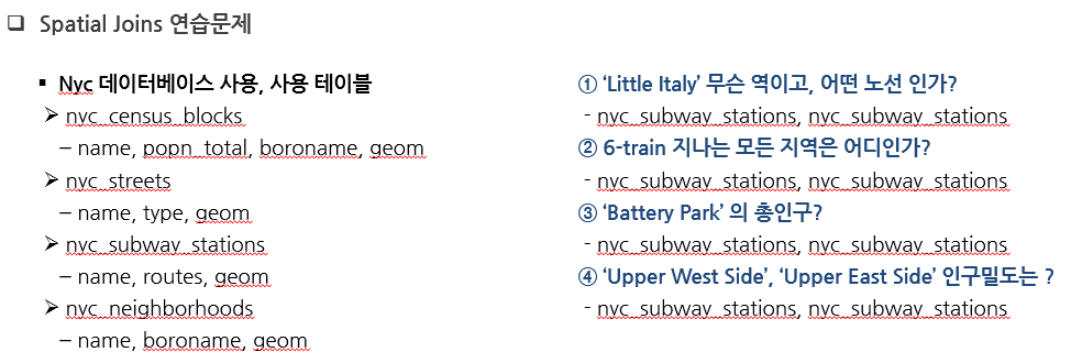 ❑ Spatial Joins 연습문제
▪ Nyc 데이터베이스 사용, 사용 테이블
➢ nyc_census_blocks
– name, popn_total, boroname, geom
➢ nyc_streets
– name, type, geom
➢ nyc_subway_stations
– name, routes, geom
➢ nyc_neighborhoods
– name, boroname, geom
① ‘Little Italy’ 무슨 역이고, 어떤 노선 인가?
- nyc_subway_stations, nyc_subway_stations
② 6-train 지나는 모든 지역은 어디인가?
- nyc_subway_stations, nyc_subway_stations
③ ‘Battery Park’ 의 총인구?
- nyc_subway_stations, nyc_subway_stations
④ ‘Upper West Side’, ‘Upper East Side’ 인구밀도는 ?
- nyc_subway_stations, nyc_subway_stations